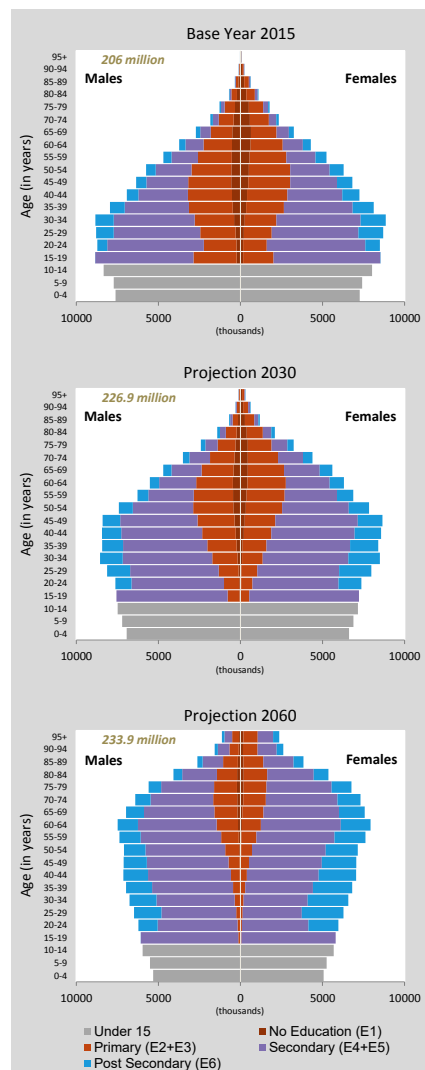 Base Year 2015
206 million
Males
Females
Age (in years)
95+
90-94
85-89
80-84
75-79
70-74
65-69
60-64
55-59
50-54
45-49
40-44
35-39
30-34
25-29
20-24
15-19
10-14
5-9
0-4
10000 5000 0 5000 10000
(thousands)
Projection 2030
226.9 million
Males
Females
Age (in years)
95+
90-94
85-89
80-84
75-79
70-74
65-69
60-64
55-59
50-54
45-49
40-44
35-39
30-34
25-29
20-24
15-19
10-14
5-9
0-4
10000 5000 0 5000 10000
(thousands)
Projection 2060
233.9 million
Males
Females
Age (in years)
95+
90-94
85-89
80-84
75-79
70-74
65-69
60-64
55-59
50-54
45-49
40-44
35-39
30-34
25-29
20-24
15-19
10-14
5-9
0-4
10000 5000 0 5000 10000
(thousands)
Under 15 No Education (E1)
Primary (E2+E3) Secondary (E4+E5)
Post Secondary (E6)